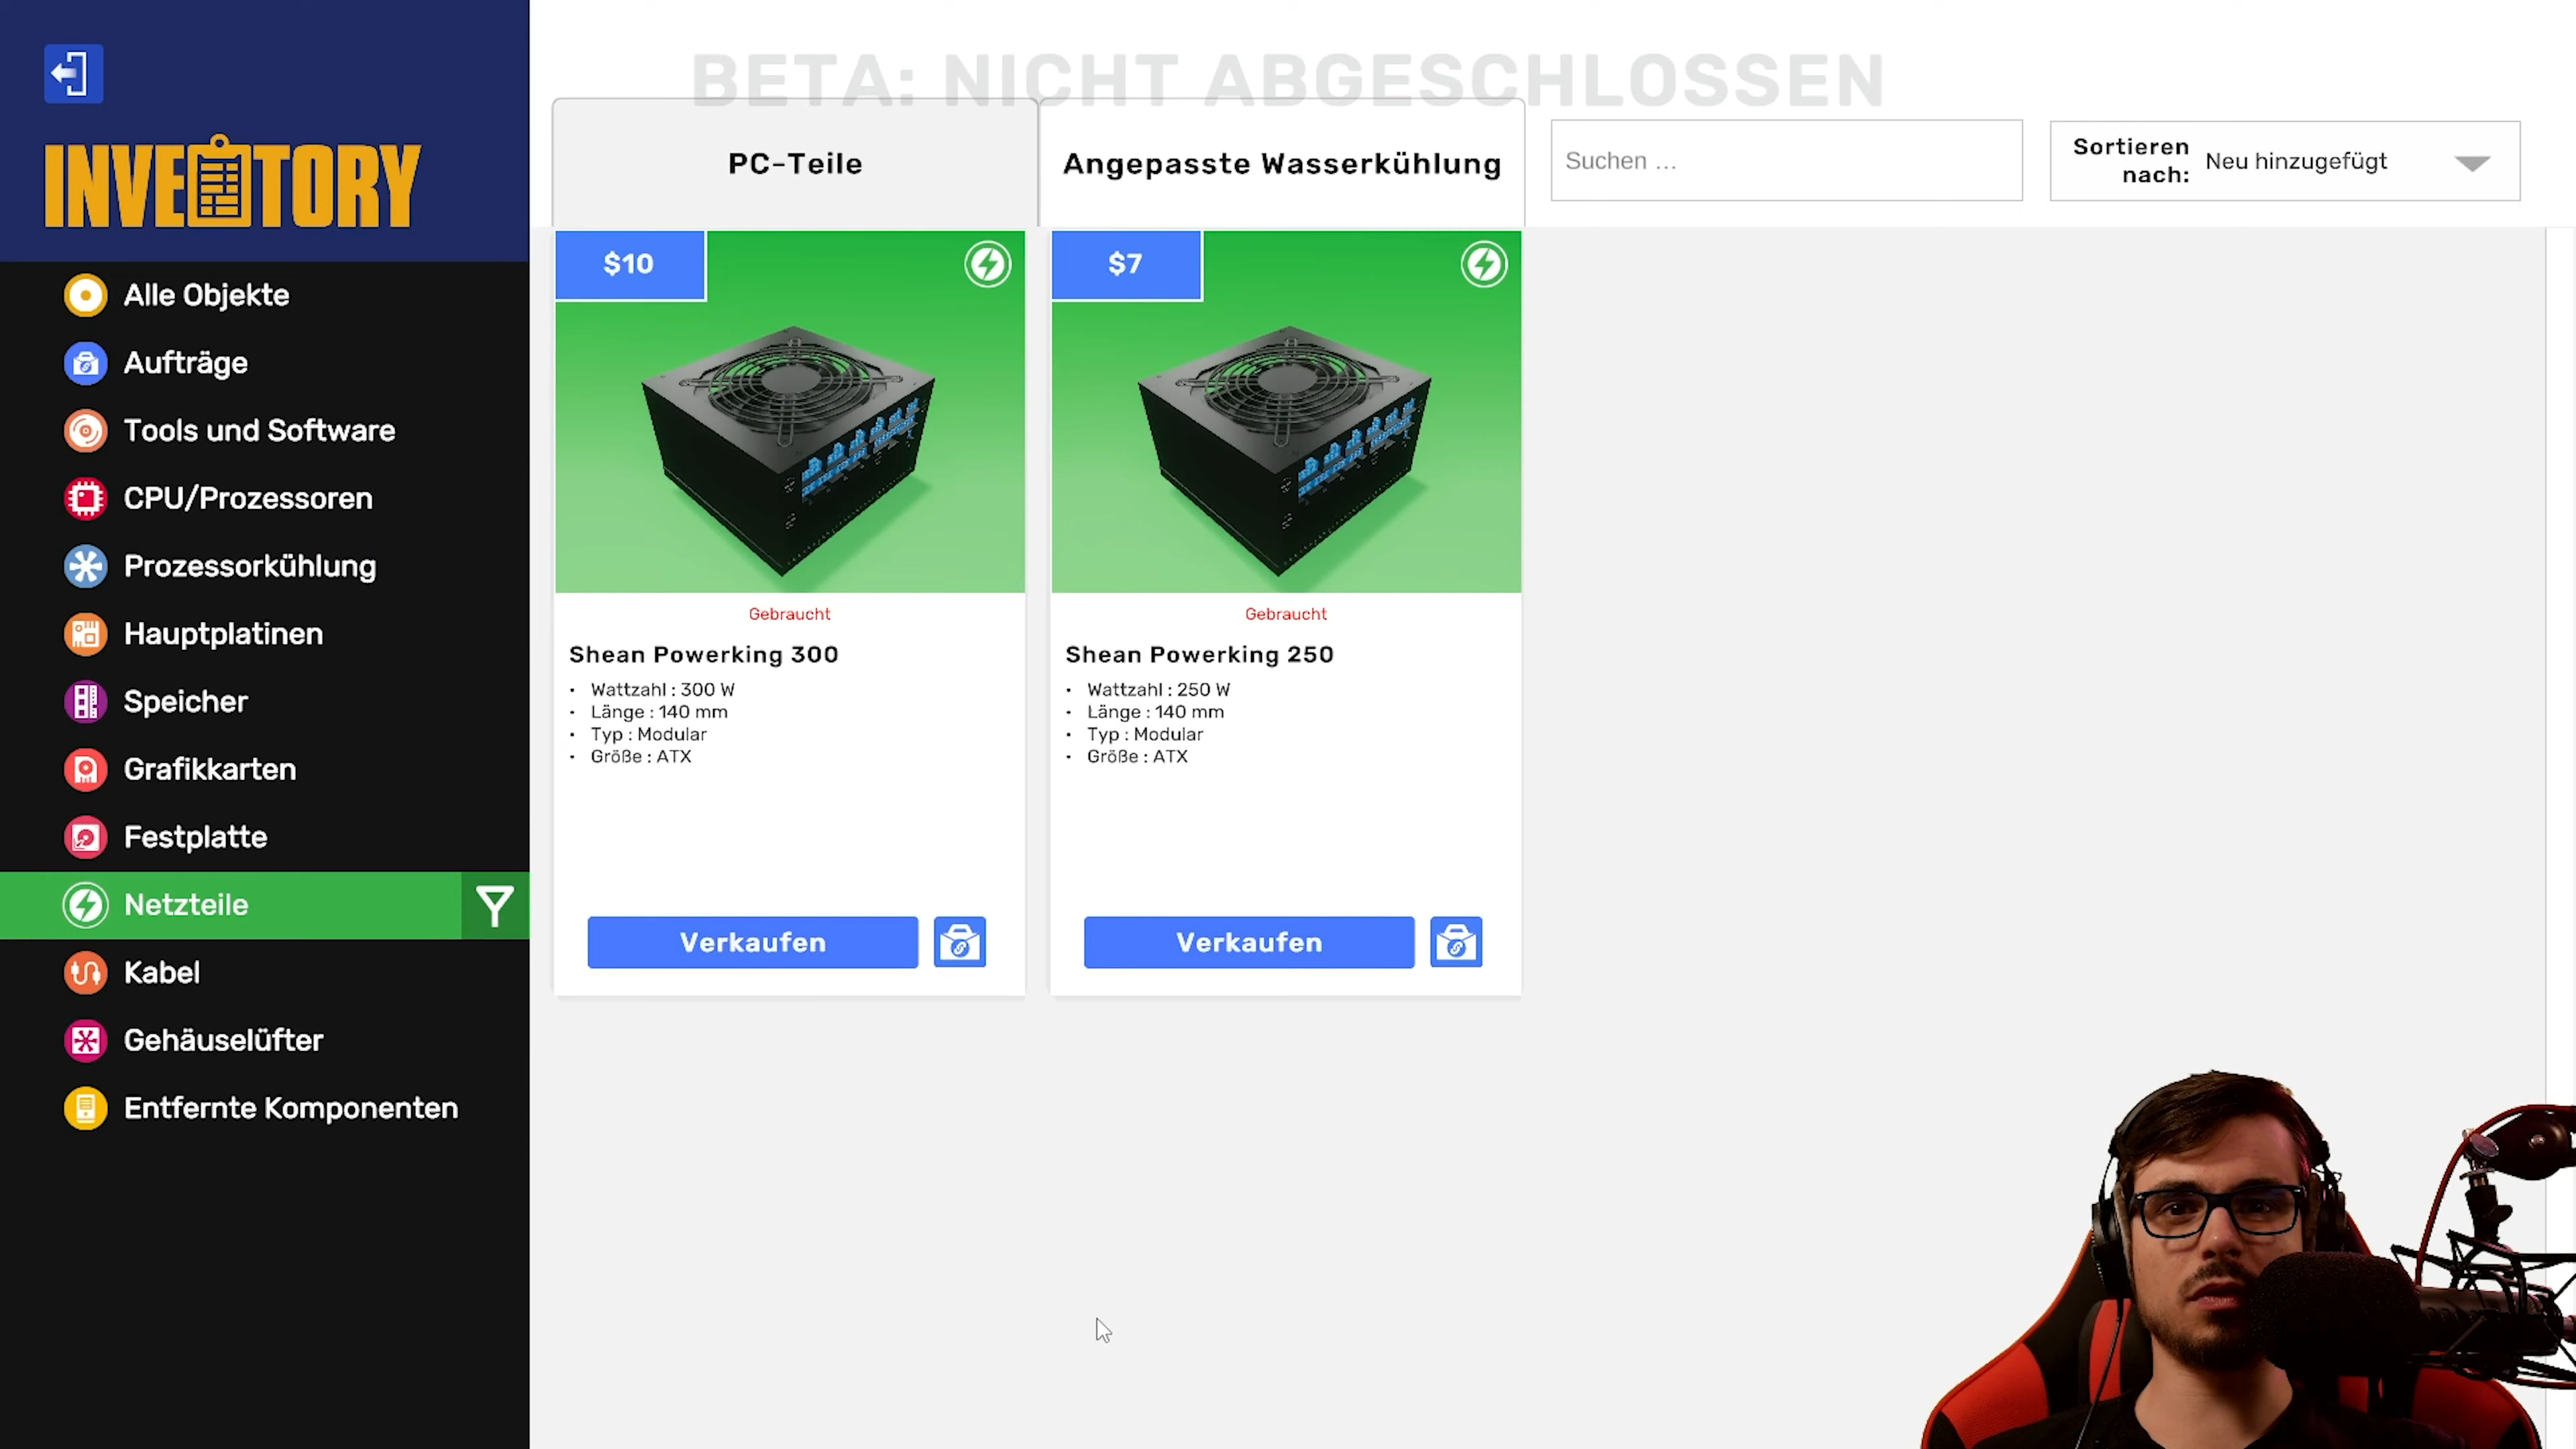 BETA: NICHT ABGESCHLOSSEN
INVENTORY
PC-Teile
Angepasste Wasserkühlung
Suchen ...
Sortieren nach:
Neu hinzugefügt
Alle Objekte
Aufträge
Tools und Software
CPU/Prozessoren
Prozessorkühlung
Hauptplatinen
Speicher
Grafikkarten
Festplatte
Netzteile
Kabel
Gehäuselüfter
Entfernte Komponenten
$10
Gebraucht
Shean Powerking 300
• Wattzahl : 300 W
• Länge : 140 mm
• Typ : Modular
• Größe : ATX
Verkaufen
$7
Gebraucht
Shean Powerking 250
• Wattzahl : 250 W
• Länge : 140 mm
• Typ : Modular
• Größe : ATX
Verkaufen